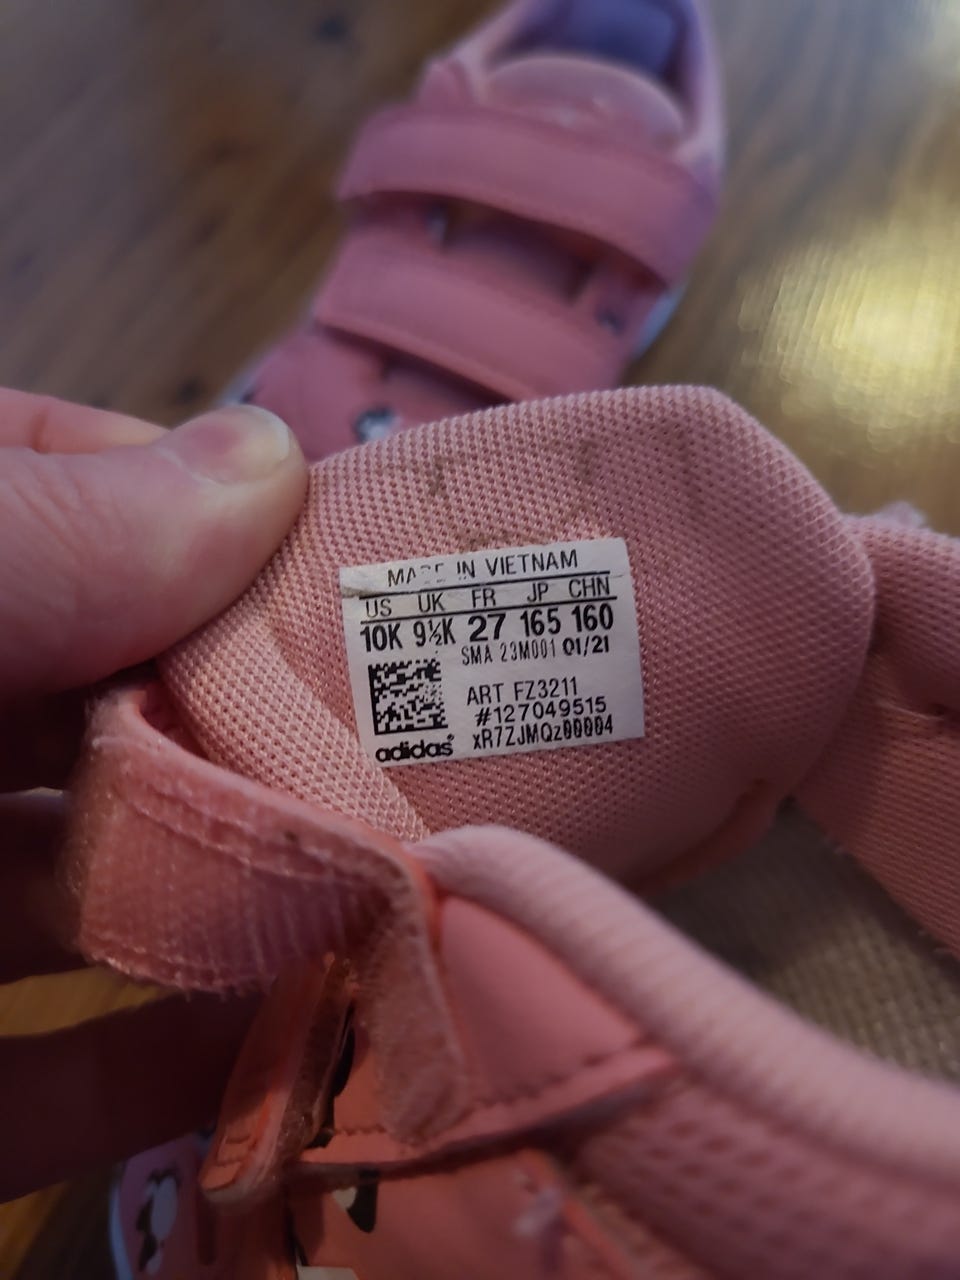 MADE IN VIETNAM
US UK FR JP CHN
10K 9½K 27 165 160
SMA 23M001 01/21
ART FZ3211
#127049515
adidas xR7ZJMQz00004